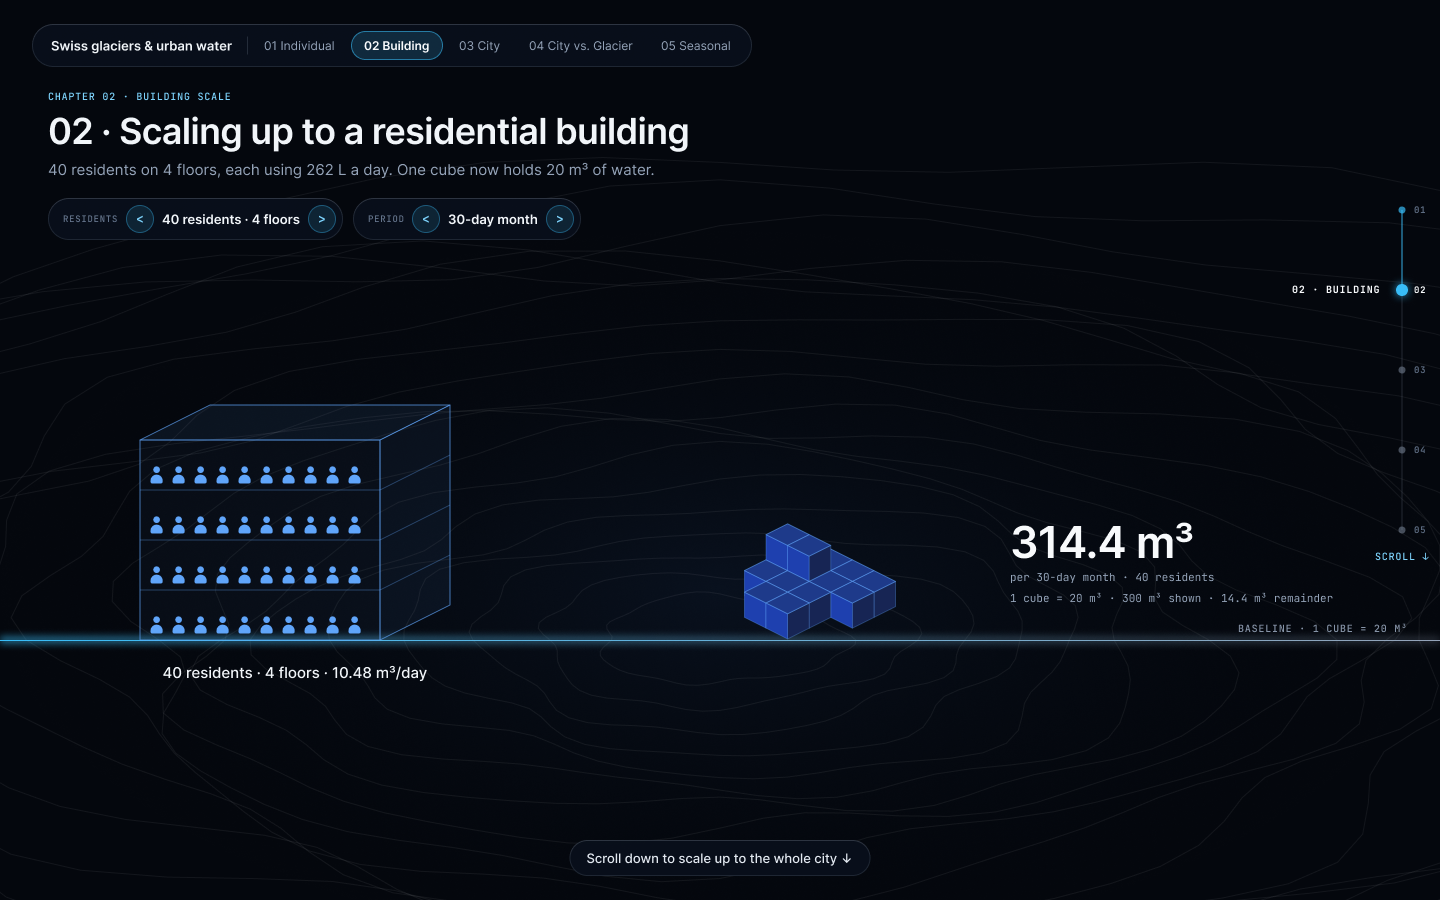 Swiss glaciers & urban water
01 Individual
02 Building
03 City
04 City vs. Glacier
05 Seasonal
CHAPTER 02 · BUILDING SCALE
02 · Scaling up to a residential building
40 residents on 4 floors, each using 262 L a day. One cube now holds 20 m³ of water.
RESIDENTS < 40 residents · 4 floors >
PERIOD < 30-day month >
01
02 · BUILDING 02
03
04
05
SCROLL ↓
314.4 m³
per 30-day month · 40 residents
1 cube = 20 m³ · 300 m³ shown · 14.4 m³ remainder
BASELINE · 1 CUBE = 20 M³
40 residents · 4 floors · 10.48 m³/day
Scroll down to scale up to the whole city ↓